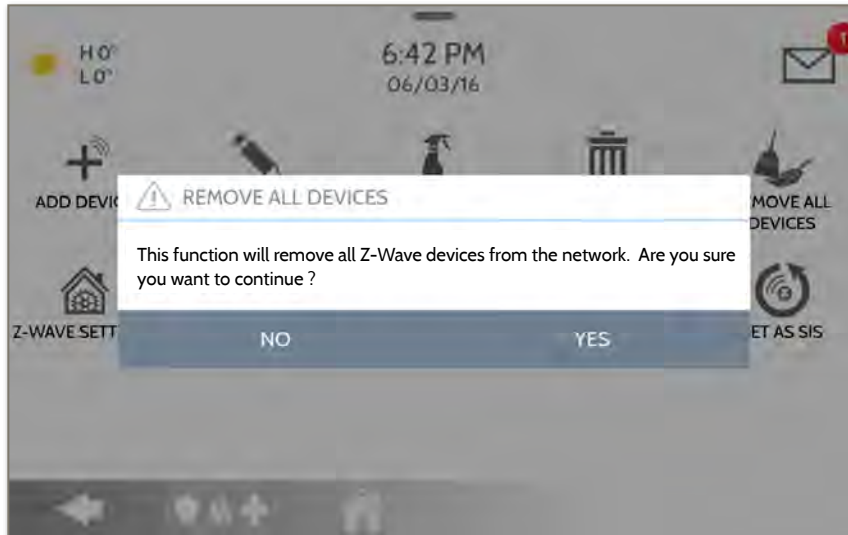 H 0°
L 0°
6:42 PM
06/03/16
1
ADD DEVIC
MOVE ALL
DEVICES
REMOVE ALL DEVICES
This function will remove all Z-Wave devices from the network. Are you sure
you want to continue ?
NO
YES
Z-WAVE SETT
ET AS SIS